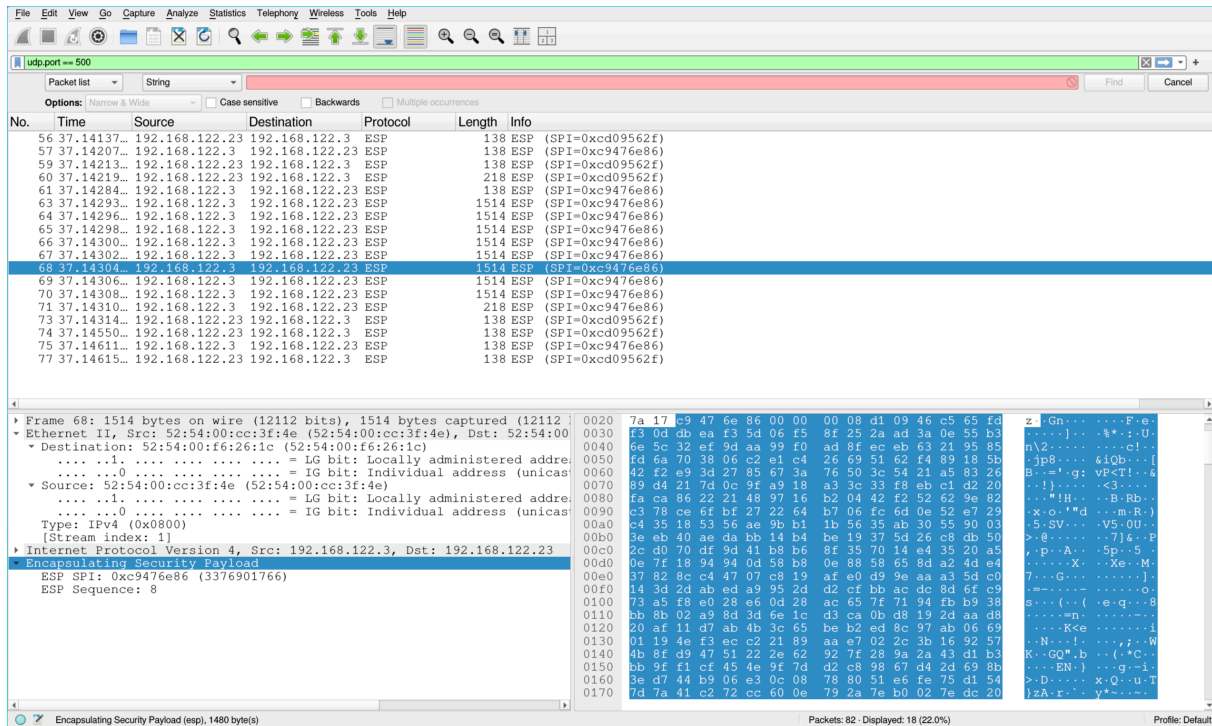 File Edit View Go Capture Analyze Statistics Telephony Wireless Tools Help
udp.port == 500
Packet list String Find Cancel
Options: Narrow & Wide Case sensitive Backwards Multiple occurrences
No. Time Source Destination Protocol Length Info
56 37.14137… 192.168.122.23 192.168.122.3 ESP 138 ESP (SPI=0xcd09562f)
57 37.14207… 192.168.122.3 192.168.122.23 ESP 138 ESP (SPI=0xc9476e86)
59 37.14213… 192.168.122.23 192.168.122.3 ESP 138 ESP (SPI=0xcd09562f)
60 37.14219… 192.168.122.23 192.168.122.3 ESP 218 ESP (SPI=0xcd09562f)
61 37.14284… 192.168.122.3 192.168.122.23 ESP 138 ESP (SPI=0xc9476e86)
63 37.14293… 192.168.122.3 192.168.122.23 ESP 1514 ESP (SPI=0xc9476e86)
64 37.14296… 192.168.122.3 192.168.122.23 ESP 1514 ESP (SPI=0xc9476e86)
65 37.14298… 192.168.122.3 192.168.122.23 ESP 1514 ESP (SPI=0xc9476e86)
66 37.14300… 192.168.122.3 192.168.122.23 ESP 1514 ESP (SPI=0xc9476e86)
67 37.14302… 192.168.122.3 192.168.122.23 ESP 1514 ESP (SPI=0xc9476e86)
68 37.14304… 192.168.122.3 192.168.122.23 ESP 1514 ESP (SPI=0xc9476e86)
69 37.14306… 192.168.122.3 192.168.122.23 ESP 1514 ESP (SPI=0xc9476e86)
70 37.14308… 192.168.122.3 192.168.122.23 ESP 1514 ESP (SPI=0xc9476e86)
71 37.14310… 192.168.122.3 192.168.122.23 ESP 218 ESP (SPI=0xc9476e86)
73 37.14314… 192.168.122.23 192.168.122.3 ESP 138 ESP (SPI=0xcd09562f)
74 37.14550… 192.168.122.23 192.168.122.3 ESP 138 ESP (SPI=0xcd09562f)
75 37.14611… 192.168.122.3 192.168.122.23 ESP 138 ESP (SPI=0xc9476e86)
77 37.14615… 192.168.122.23 192.168.122.3 ESP 138 ESP (SPI=0xcd09562f)
Frame 68: 1514 bytes on wire (12112 bits), 1514 bytes captured (12112
Ethernet II, Src: 52:54:00:cc:3f:4e (52:54:00:cc:3f:4e), Dst: 52:54:00
Destination: 52:54:00:f6:26:1c (52:54:00:f6:26:1c)
.... ..1. .... .... .... .... = LG bit: Locally administered addre
.... ...0 .... .... .... .... = IG bit: Individual address (unicas
Source: 52:54:00:cc:3f:4e (52:54:00:cc:3f:4e)
.... ..1. .... .... .... .... = LG bit: Locally administered addre
.... ...0 .... .... .... .... = IG bit: Individual address (unicas
Type: IPv4 (0x0800)
[Stream index: 1]
Internet Protocol Version 4, Src: 192.168.122.3, Dst: 192.168.122.23
Encapsulating Security Payload
ESP SPI: 0xc9476e86 (3376901766)
ESP Sequence: 8
0020 7a 17 c9 47 6e 86 00 00 00 08 d1 09 46 c5 65 fd
0030 f3 0d db ea f3 5d 06 f5 8f 25 2a ad 3a 0e 55 b3
0040 6e 5c 32 ef 9d aa 99 f0 ad 8f ec eb 63 21 95 85
0050 fd 6a 70 38 06 c2 e1 c4 26 69 51 62 f4 89 18 5b
0060 42 f2 e9 3d 27 85 67 3a 76 50 3c 54 21 a5 83 26
0070 89 d4 21 7d 0c 9f a9 18 a3 3c 33 f8 eb c1 d2 20
0080 fa ca 86 22 21 48 97 16 b2 04 42 f2 52 62 9e 82
0090 c3 78 ce 6f bf 27 22 64 b7 06 fc 6d 0e 52 e7 29
00a0 c4 35 18 53 56 ae 9b b1 1b 56 35 ab 30 55 90 03
00b0 3e eb 40 ae da bb 14 b4 be 19 37 5d 26 c8 db 50
00c0 2c d0 70 df 9d 41 b8 b6 8f 35 70 14 e4 35 20 a5
00d0 0e 7f 18 94 94 0d 58 b8 0e 88 58 65 8d a2 4d e4
00e0 37 82 8c c4 47 07 c8 19 af e0 d9 9e aa a3 5d c0
00f0 14 3d 2d ab ed a9 95 2d d2 cf bb ac dc 8d 6f c9
0100 73 a5 f8 e0 28 e6 0d 28 ac 65 7f 71 94 fb b9 38
0110 bb 8b 02 a9 8d 3d 6e 1c d3 ca 0b d8 19 2d aa d8
0120 20 af 11 d7 ab 4b 3c 65 be b2 ed 8c 97 ab 06 69
0130 01 19 4e f3 ec c2 21 89 aa e7 02 2c 3b 16 92 57
0140 4b 8f d9 47 51 22 2e 62 92 7f 28 9a 2a 43 d1 b3
0150 bb 9f f1 cf 45 4e 9f 7d d2 c8 98 67 d4 2d 69 8b
0160 3e d7 44 b9 06 e3 0c 08 78 80 51 e6 fe 75 d1 54
0170 7d 7a 41 c2 72 cc 60 0e 79 2a 7e b0 02 7e dc 20
Encapsulating Security Payload (esp), 1480 byte(s) Packets: 82 · Displayed: 18 (22.0%) Profile: Default